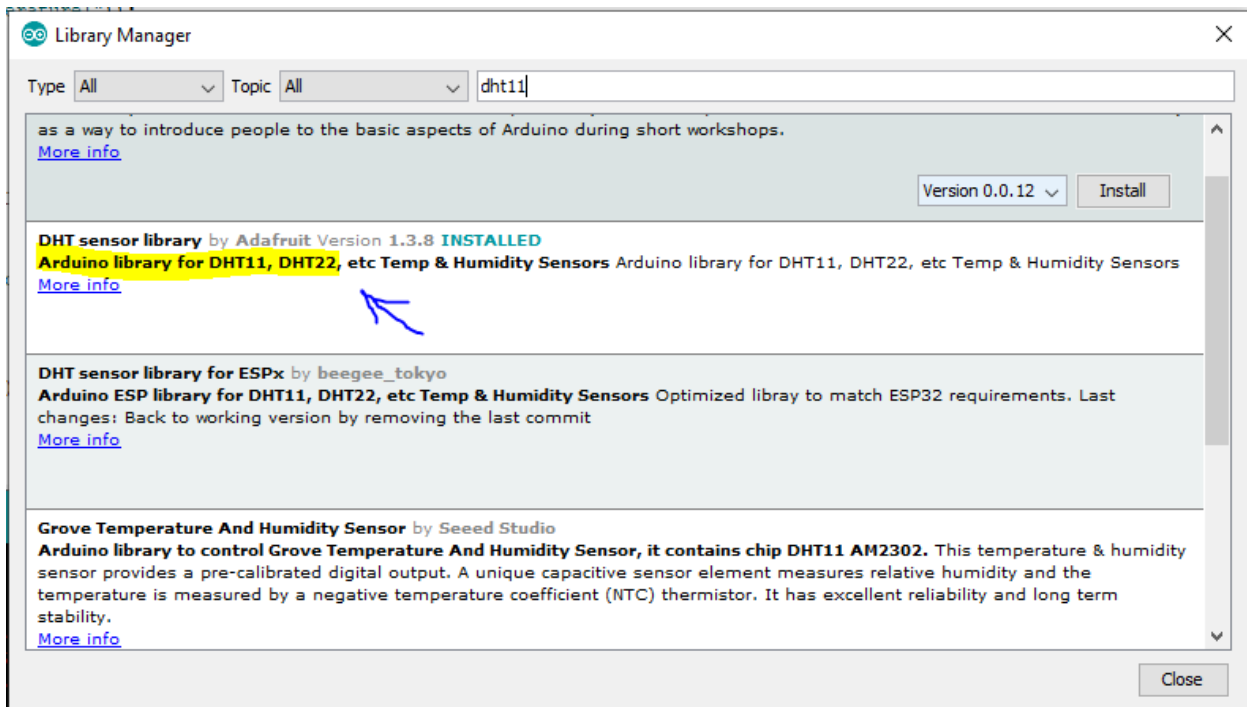 Library Manager
Type All Topic All dht11
as a way to introduce people to the basic aspects of Arduino during short workshops.
More info
Version 0.0.12 Install
DHT sensor library by Adafruit Version 1.3.8 INSTALLED
Arduino library for DHT11, DHT22, etc Temp & Humidity Sensors Arduino library for DHT11, DHT22, etc Temp & Humidity Sensors
More info
DHT sensor library for ESPx by beegee_tokyo
Arduino ESP library for DHT11, DHT22, etc Temp & Humidity Sensors Optimized libray to match ESP32 requirements. Last
changes: Back to working version by removing the last commit
More info
Grove Temperature And Humidity Sensor by Seeed Studio
Arduino library to control Grove Temperature And Humidity Sensor, it contains chip DHT11 AM2302. This temperature & humidity
sensor provides a pre-calibrated digital output. A unique capacitive sensor element measures relative humidity and the
temperature is measured by a negative temperature coefficient (NTC) thermistor. It has excellent reliability and long term
stability.
More info
Close